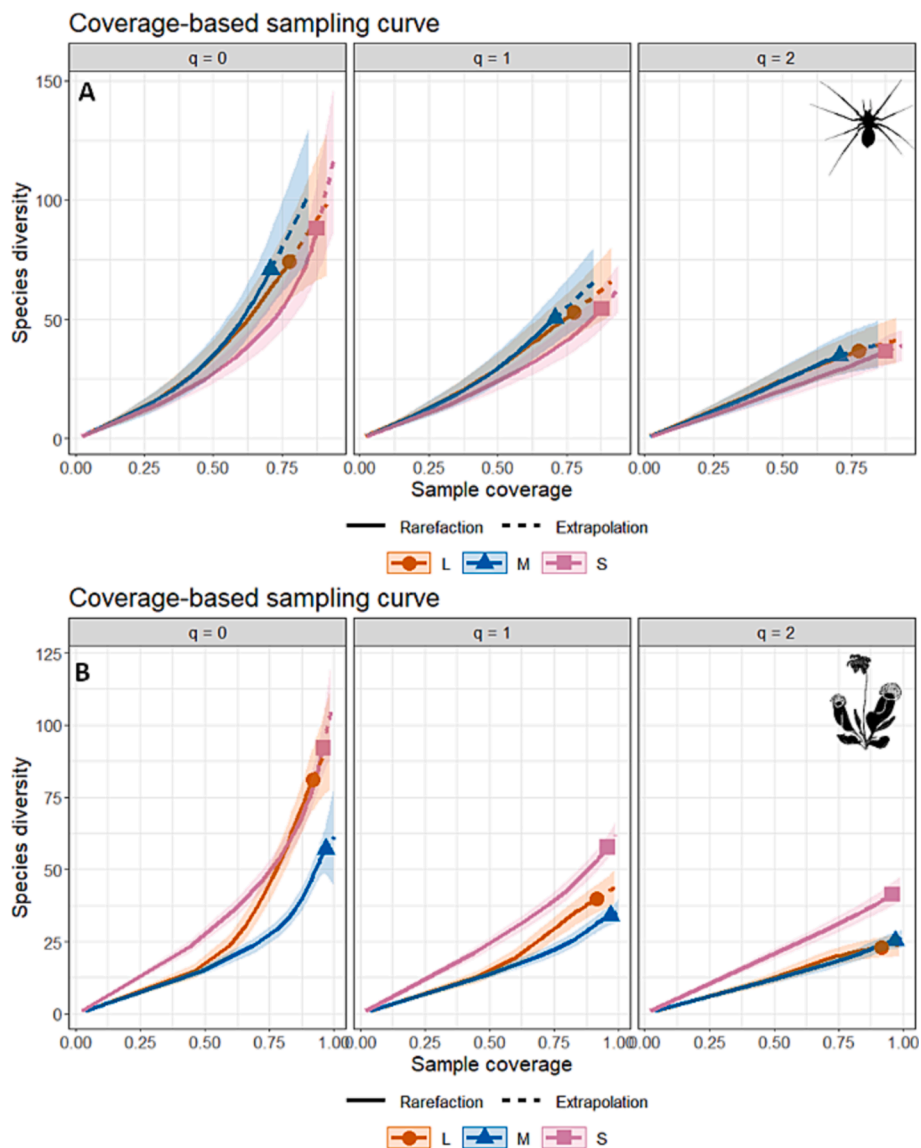 Coverage-based sampling curve
q = 0 q = 1 q = 2
A
150
100
50
0
Species diversity
0.00 0.25 0.50 0.75 0.00 0.25 0.50 0.75 0.00 0.25 0.50 0.75
Sample coverage
Rarefaction Extrapolation
L M S
Coverage-based sampling curve
q = 0 q = 1 q = 2
B
125
100
75
50
25
0
Species diversity
0.00 0.25 0.50 0.75 1.00 0.00 0.25 0.50 0.75 1.00 0.00 0.25 0.50 0.75 1.00
Sample coverage
Rarefaction Extrapolation
L M S